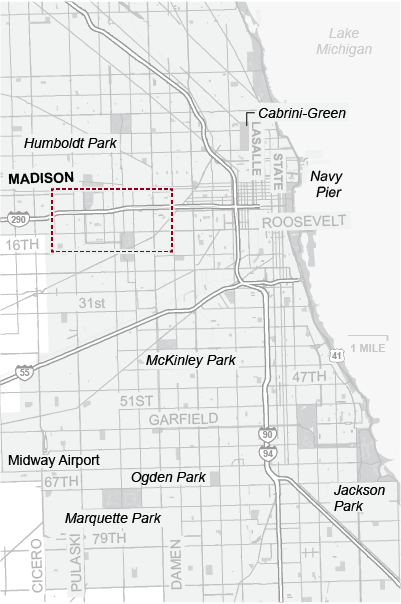 Lake
Michigan
Cabrini-Green
Humboldt Park
LASALLE
STATE
MADISON
Navy
Pier
290
ROOSEVELT
16TH
31st
1 MILE
41
McKinley Park
55
47TH
51ST
GARFIELD
90
94
Midway Airport
Ogden Park
67TH
Jackson
Park
Marquette Park
79TH
CICERO
PULASKI
DAMEN